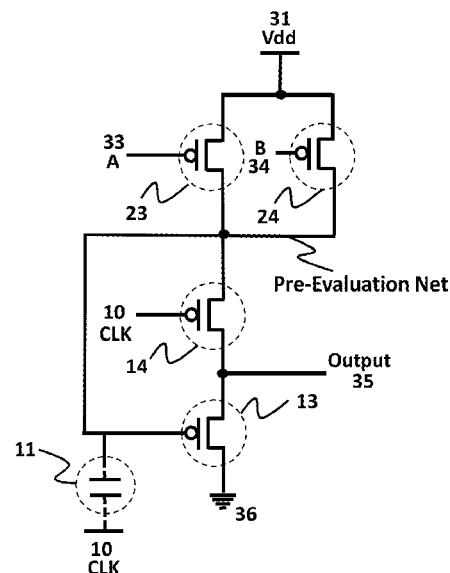 31
Vdd
33
A
B
34
23
24
Pre-Evaluation Net
10
CLK
14
Output
35
13
11
36
10
CLK